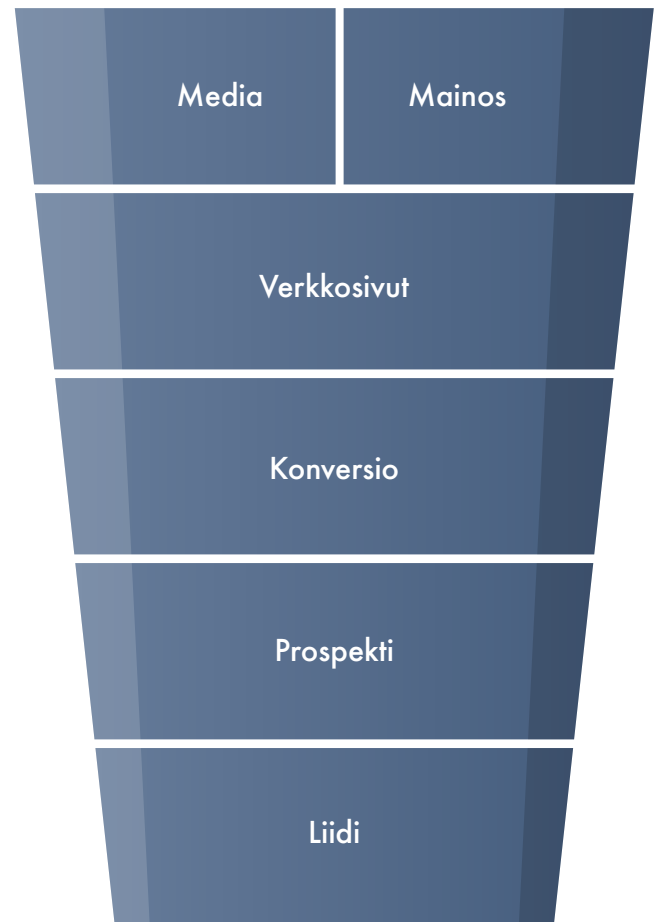 Media
Mainos
Verkkosivut
Konversio
Prospekti
Liidi